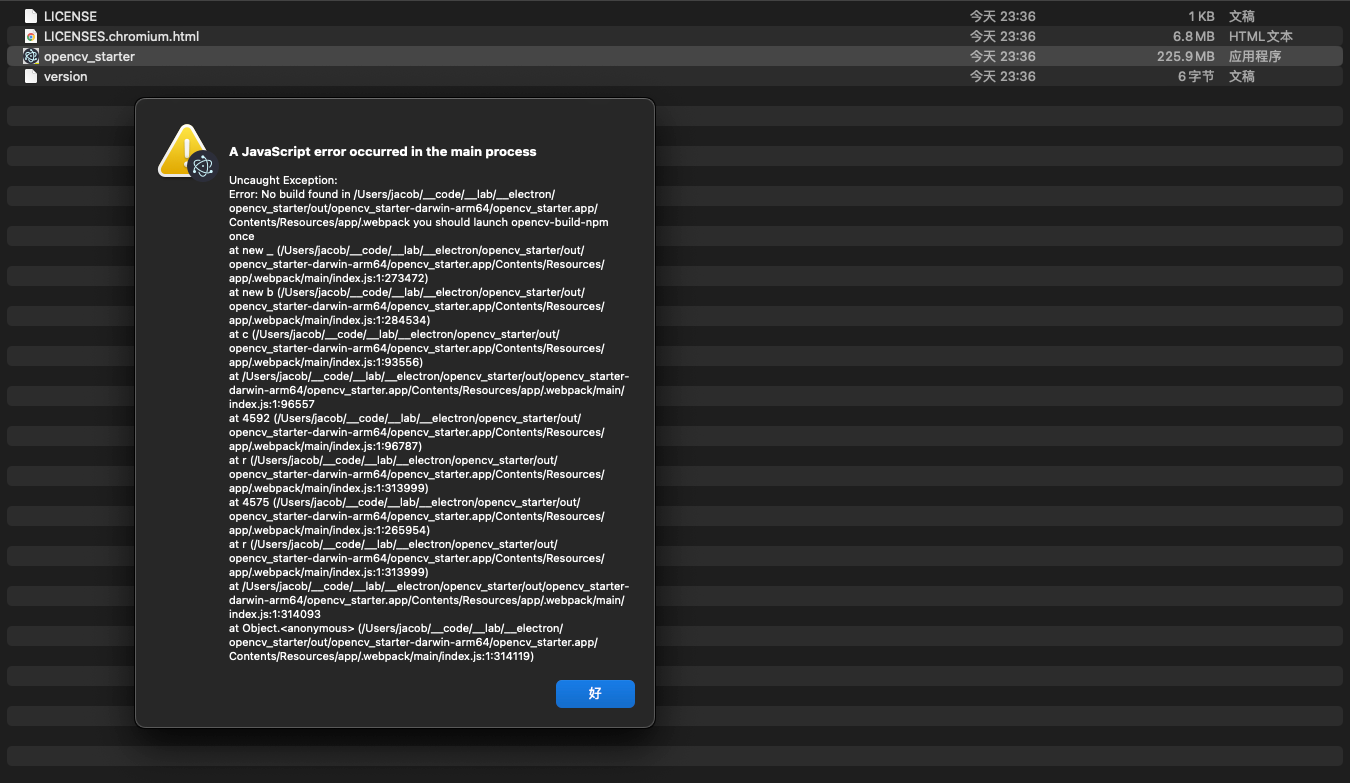 LICENSE 今天 23:36 1 KB 文稿
LICENSES.chromium.html 今天 23:36 6.8 MB HTML文本
opencv_starter 今天 23:36 225.9 MB 应用程序
version 今天 23:36 6 字节 文稿
A JavaScript error occurred in the main process
Uncaught Exception:
Error: No build found in /Users/jacob/__code/__lab/__electron/
opencv_starter/out/opencv_starter-darwin-arm64/opencv_starter.app/
Contents/Resources/app/.webpack you should launch opencv-build-npm
once
at new _ (/Users/jacob/__code/__lab/__electron/opencv_starter/out/
opencv_starter-darwin-arm64/opencv_starter.app/Contents/Resources/
app/.webpack/main/index.js:1:273472)
at new b (/Users/jacob/__code/__lab/__electron/opencv_starter/out/
opencv_starter-darwin-arm64/opencv_starter.app/Contents/Resources/
app/.webpack/main/index.js:1:284534)
at c (/Users/jacob/__code/__lab/__electron/opencv_starter/out/
opencv_starter-darwin-arm64/opencv_starter.app/Contents/Resources/
app/.webpack/main/index.js:1:93556)
at /Users/jacob/__code/__lab/__electron/opencv_starter/out/opencv_starter-
darwin-arm64/opencv_starter.app/Contents/Resources/app/.webpack/main/
index.js:1:96557
at 4592 (/Users/jacob/__code/__lab/__electron/opencv_starter/out/
opencv_starter-darwin-arm64/opencv_starter.app/Contents/Resources/
app/.webpack/main/index.js:1:96787)
at r (/Users/jacob/__code/__lab/__electron/opencv_starter/out/
opencv_starter-darwin-arm64/opencv_starter.app/Contents/Resources/
app/.webpack/main/index.js:1:313999)
at 4575 (/Users/jacob/__code/__lab/__electron/opencv_starter/out/
opencv_starter-darwin-arm64/opencv_starter.app/Contents/Resources/
app/.webpack/main/index.js:1:265954)
at r (/Users/jacob/__code/__lab/__electron/opencv_starter/out/
opencv_starter-darwin-arm64/opencv_starter.app/Contents/Resources/
app/.webpack/main/index.js:1:313999)
at /Users/jacob/__code/__lab/__electron/opencv_starter/out/opencv_starter-
darwin-arm64/opencv_starter.app/Contents/Resources/app/.webpack/main/
index.js:1:314093
at Object.<anonymous> (/Users/jacob/__code/__lab/__electron/
opencv_starter/out/opencv_starter-darwin-arm64/opencv_starter.app/
Contents/Resources/app/.webpack/main/index.js:1:314119)
好